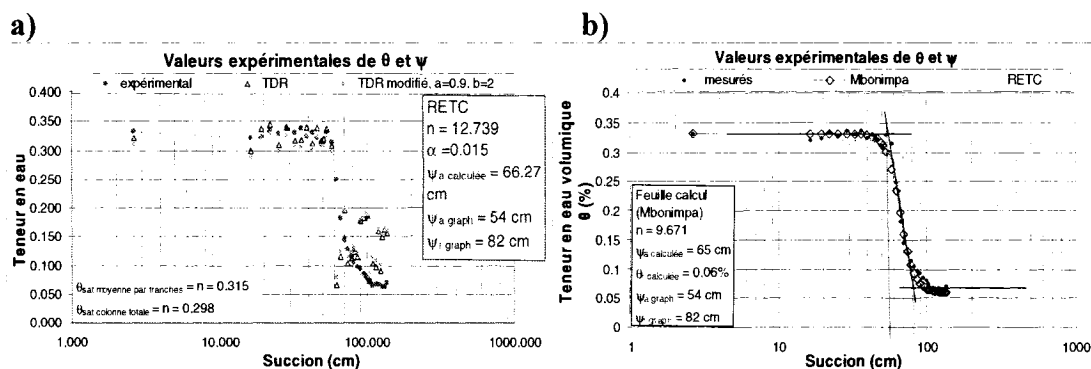 a)
Valeurs expérimentales de θ et ψ
• expérimental △ TDR TDR modifié, a=0.9, b=2
0.400
0.350
0.300
0.250
0.200
0.150
0.100
0.050
0.000
Teneur en eau
RETC
n = 12.739
α =0.015
ψa calculée = 66.27
cm
ψa graph = 54 cm
ψr graph = 82 cm
θsat moyenne par tranches = n = 0.315
θsat colonne totale = n = 0.298
1.000 10.000 100.000 1000.000
Succion (cm)
b)
Valeurs expérimentales de θ et ψ
• mesurés ◇ Mbonimpa RETC
0.4
0.35
0.3
0.25
0.2
0.15
0.1
0.05
0
Teneur en eau volumique
θ (%)
Feuille calcul
(Mbonimpa)
n = 9.671
ψa calculée = 65 cm
θ calculée = 0.06%
ψa graph = 54 cm
ψr graph = 82 cm
1 10 100 1000
Succion (cm)